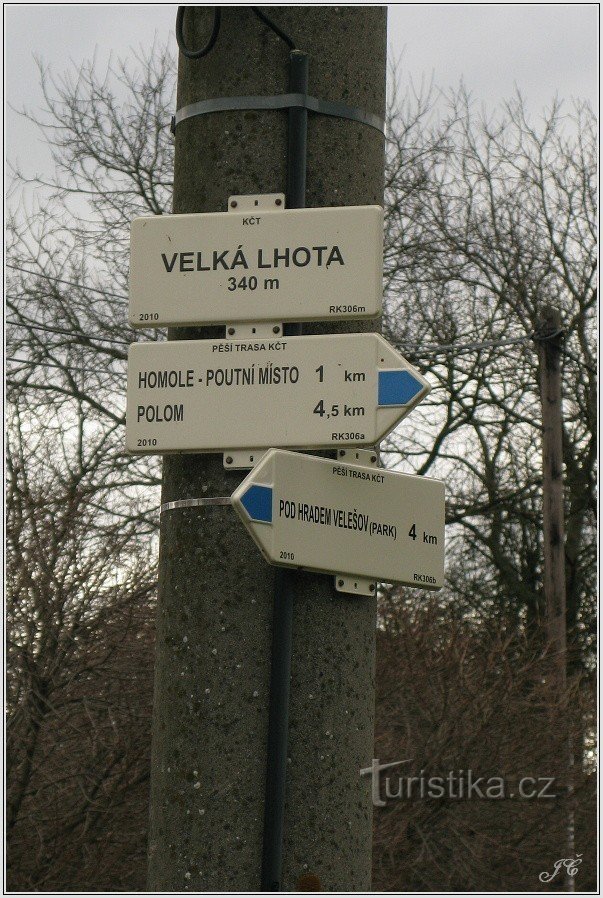 KČT
VELKÁ LHOTA
340 m
2010 RK306m
PĚŠÍ TRASA KČT
HOMOLE - POUTNÍ MÍSTO 1 km
POLOM 4,5 km
2010 RK306a
PĚŠÍ TRASA KČT
POD HRADEM VELEŠOV (PARK) 4 km
2010 RK306b
Turistika.cz
JČ